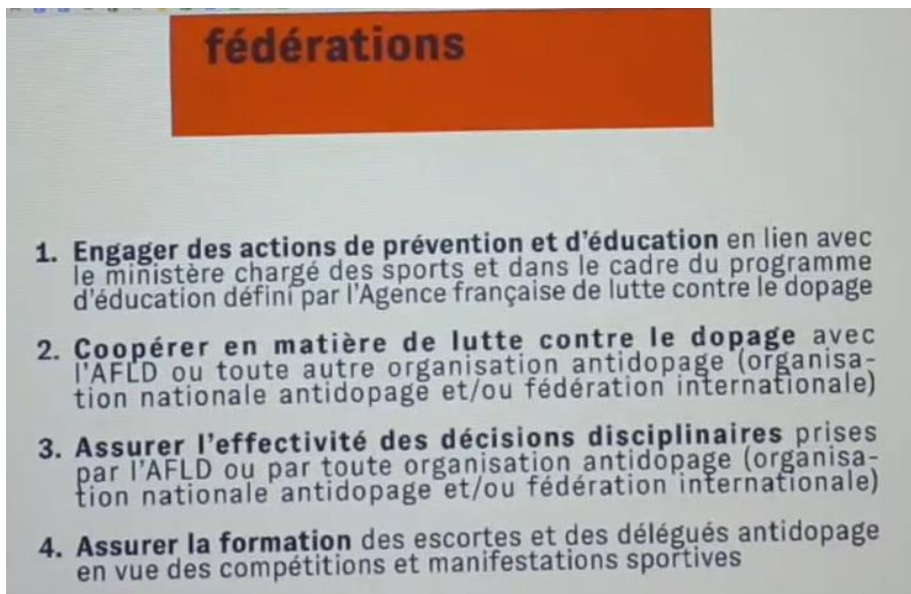 fédérations
1. Engager des actions de prévention et d'éducation en lien avec
le ministère chargé des sports et dans le cadre du programme
d'éducation défini par l'Agence française de lutte contre le dopage
2. Coopérer en matière de lutte contre le dopage avec
l'AFLD ou toute autre organisation antidopage (organisa-
tion nationale antidopage et/ou fédération internationale)
3. Assurer l'effectivité des décisions disciplinaires prises
par l'AFLD ou par toute organisation antidopage (organisa-
tion nationale antidopage et/ou fédération internationale)
4. Assurer la formation des escortes et des délégués antidopage
en vue des compétitions et manifestations sportives